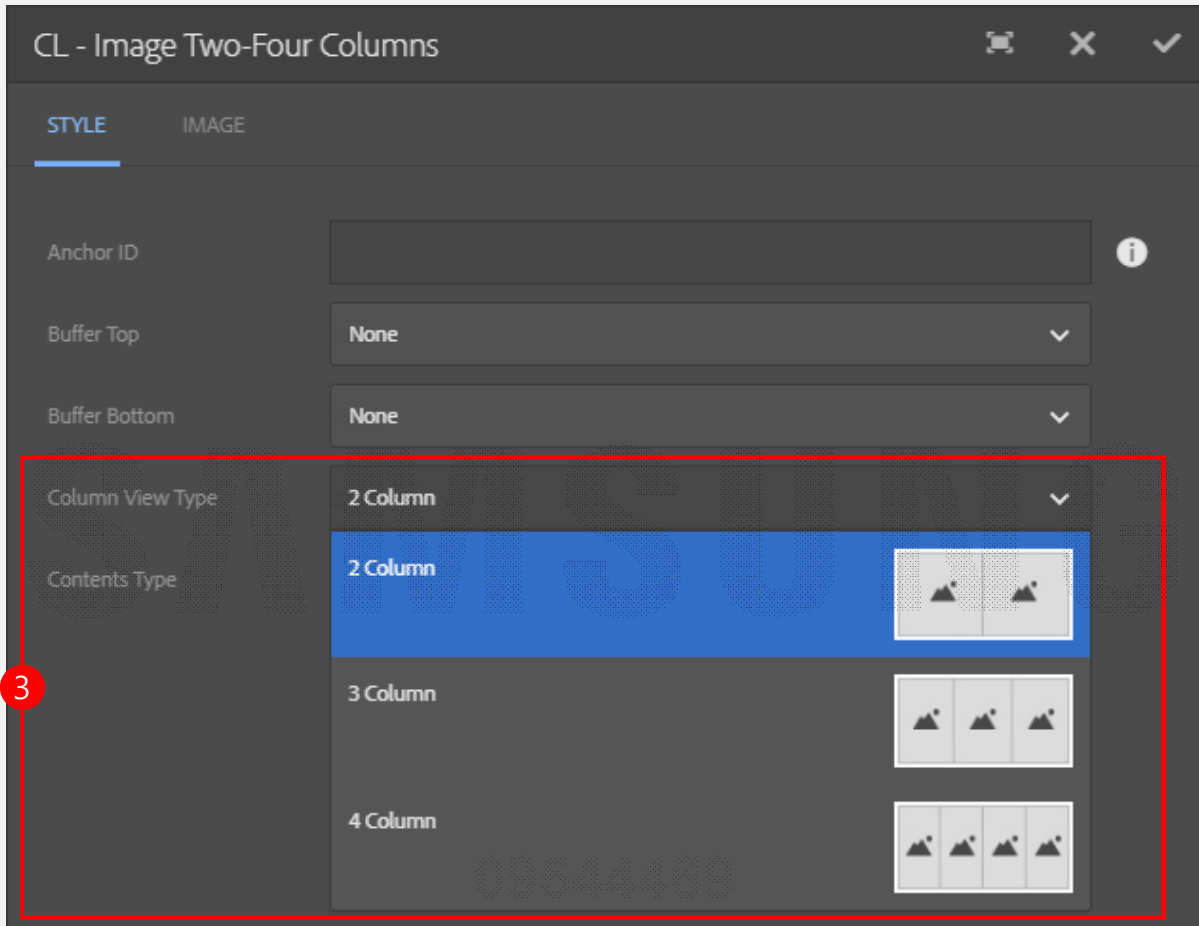 CL - Image Two-Four Columns
STYLE IMAGE
Anchor ID
Buffer Top None
Buffer Bottom None
Column View Type 2 Column
2 Column
Contents Type
3
3 Column
4 Column
SAMSUNG
09544469